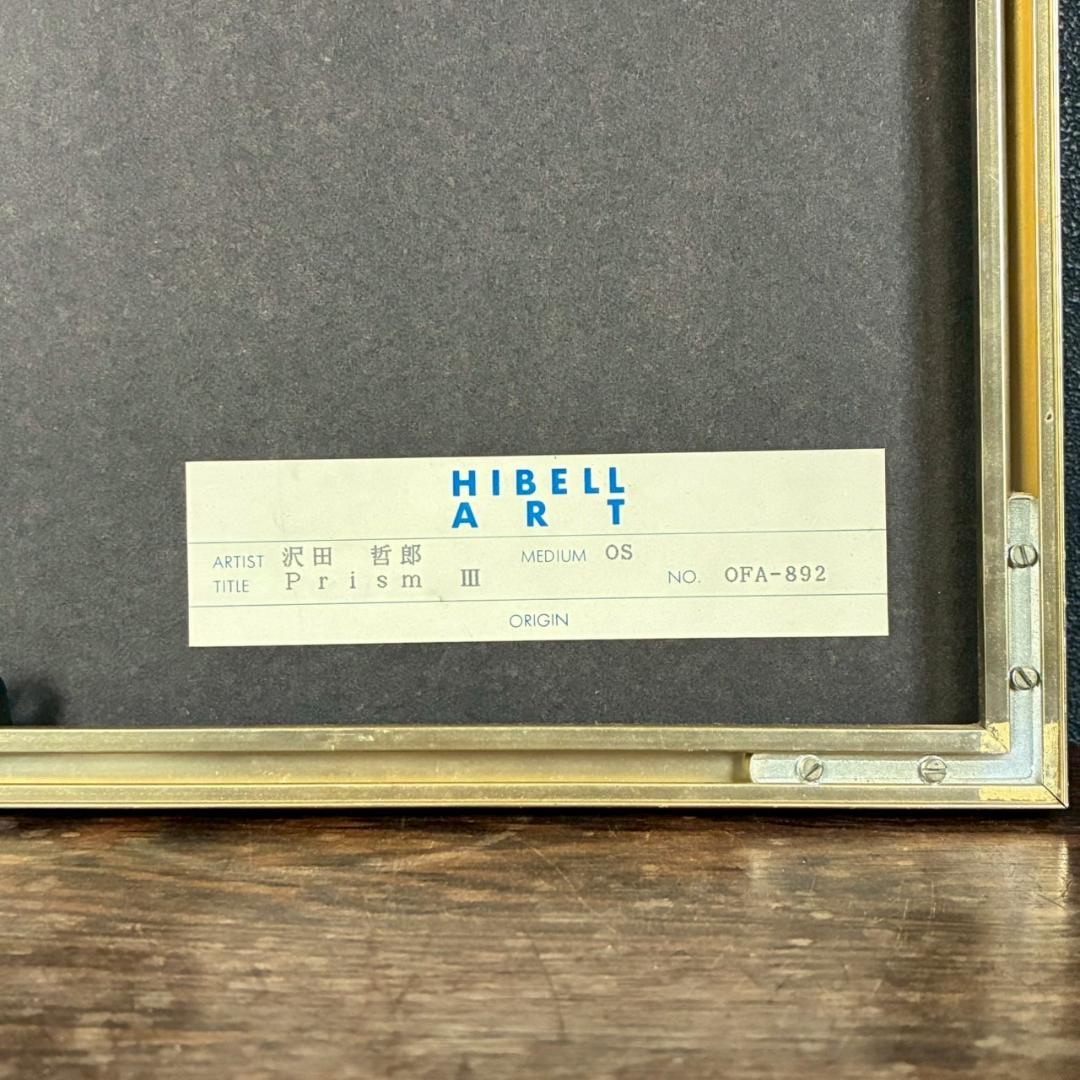 HIBELL
ART
ARTIST 沢田 哲郎 MEDIUM OS
TITLE Prism Ⅲ NO. OFA-892
ORIGIN